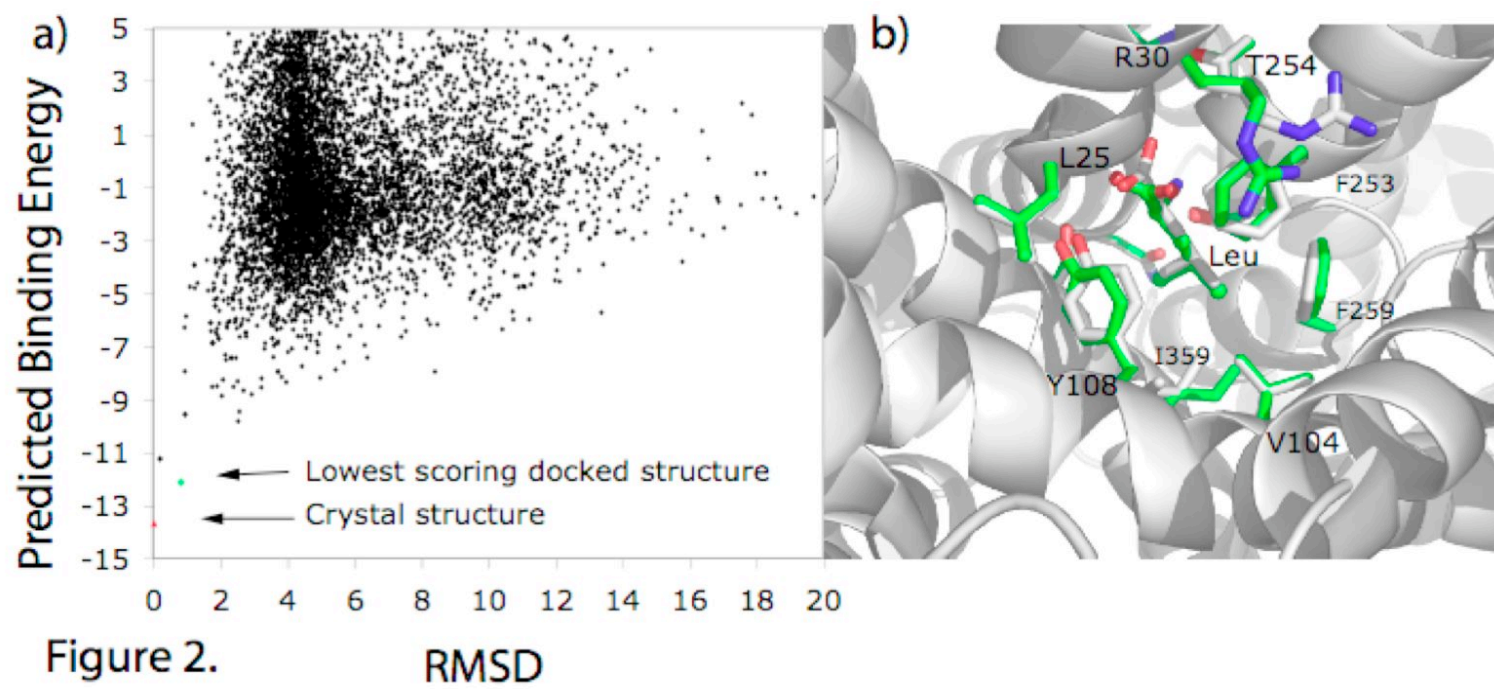 a)
Predicted Binding Energy
5
3
1
-1
-3
-5
-7
-9
-11
-13
-15
Lowest scoring docked structure
Crystal structure
0 2 4 6 8 10 12 14 16 18 20
RMSD
b)
R30
T254
L25
F253
Leu
F259
I359
Y108
V104
Figure 2.